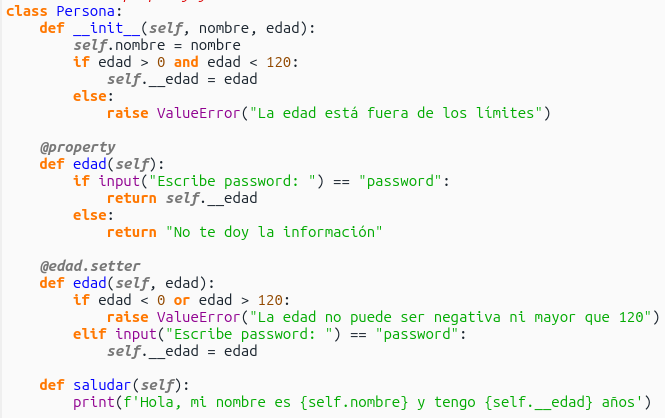 class Persona:
    def __init__(self, nombre, edad):
        self.nombre = nombre
        if edad > 0 and edad < 120:
            self.__edad = edad
        else:
            raise ValueError("La edad está fuera de los límites")
    @property
    def edad(self):
        if input("Escribe password: ") == "password":
            return self.__edad
        else:
            return "No te doy la información"
    @edad.setter
    def edad(self, edad):
        if edad < 0 or edad > 120:
            raise ValueError("La edad no puede ser negativa ni mayor que 120")
        elif input("Escribe password: ") == "password":
            self.__edad = edad
    def saludar(self):
        print(f'Hola, mi nombre es {self.nombre} y tengo {self.__edad} años')